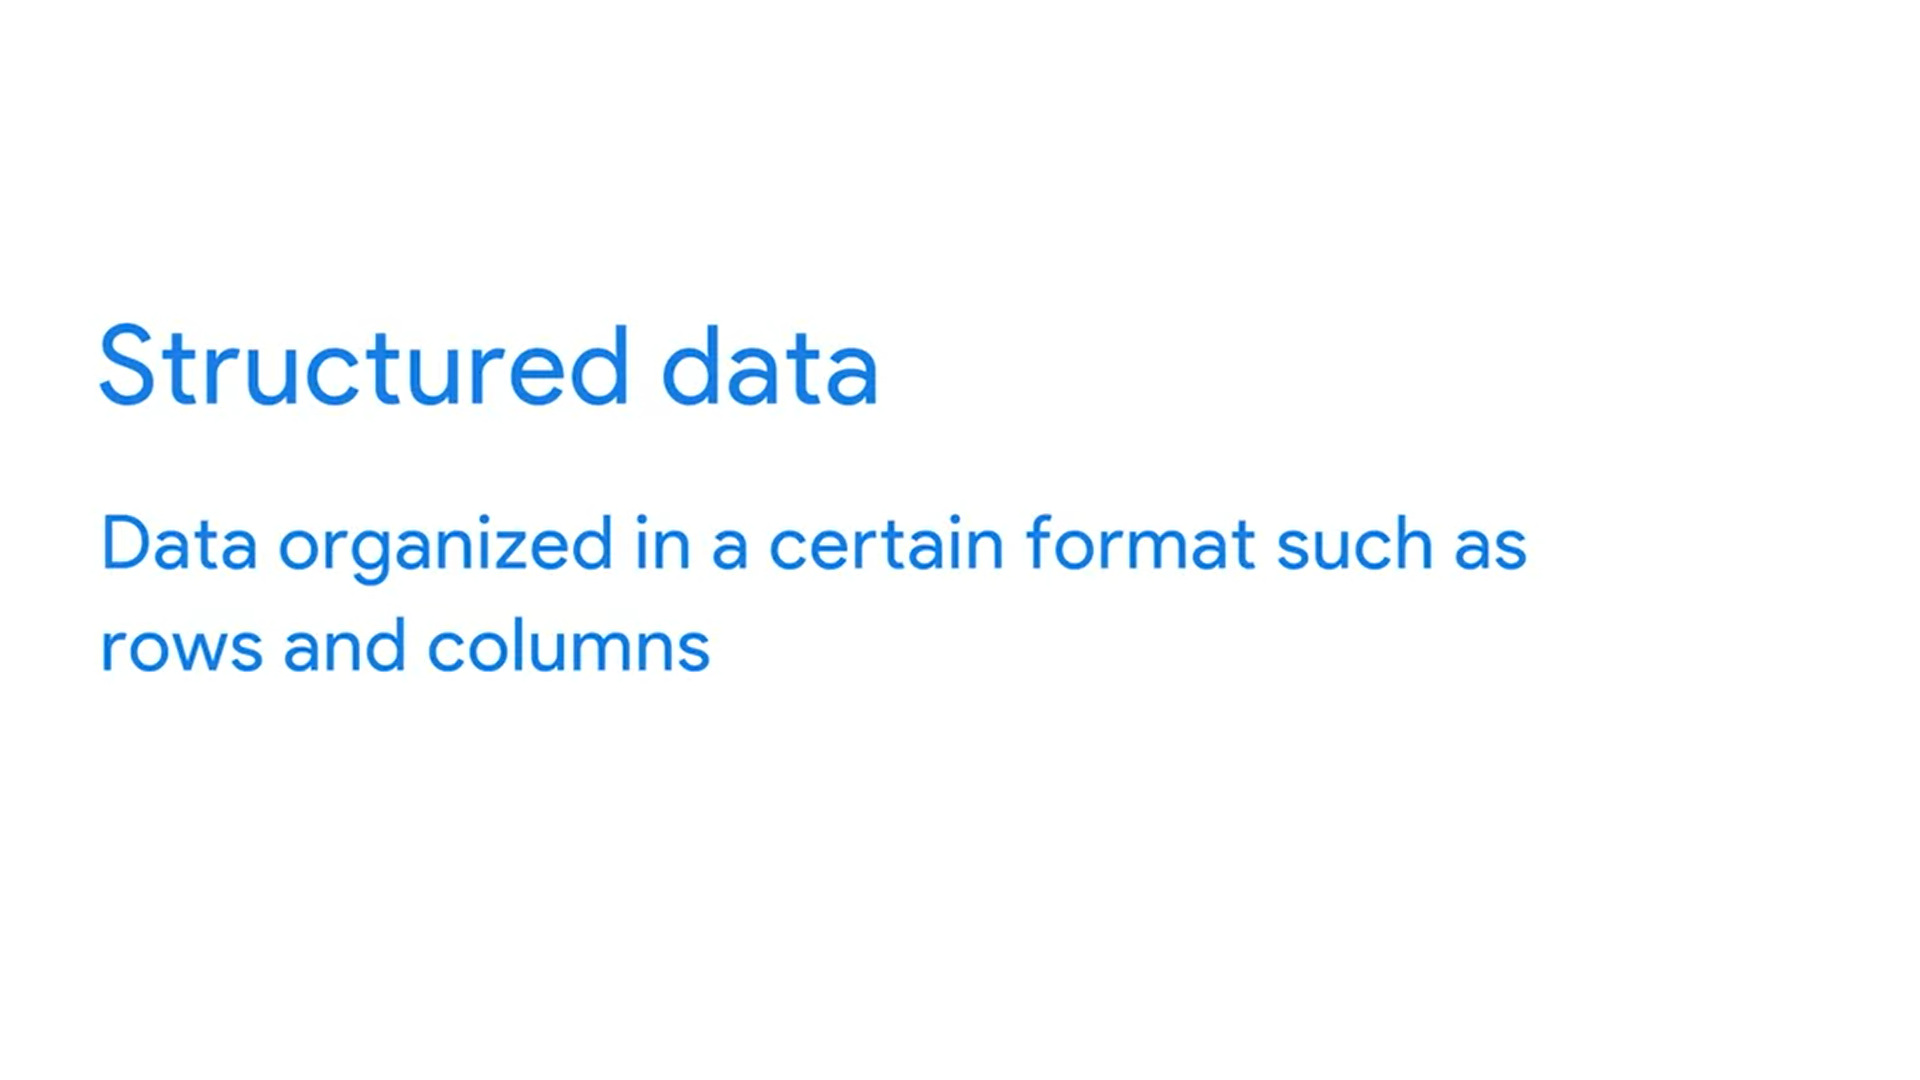 Structured data
Data organized in a certain format such as
rows and columns